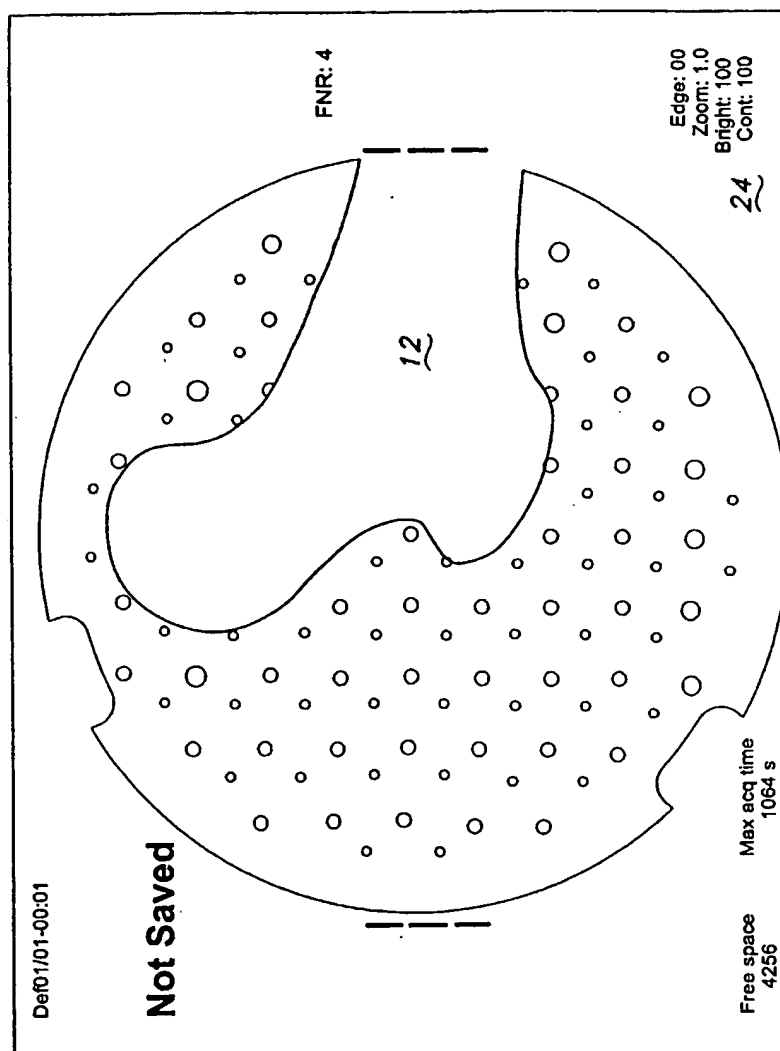 Def01/01-00:01
FNR: 4
Not Saved
12
Edge: 00
Zoom: 1.0
Bright: 100
Cont: 100
24
Free space
4256
Max acq time
1064 s